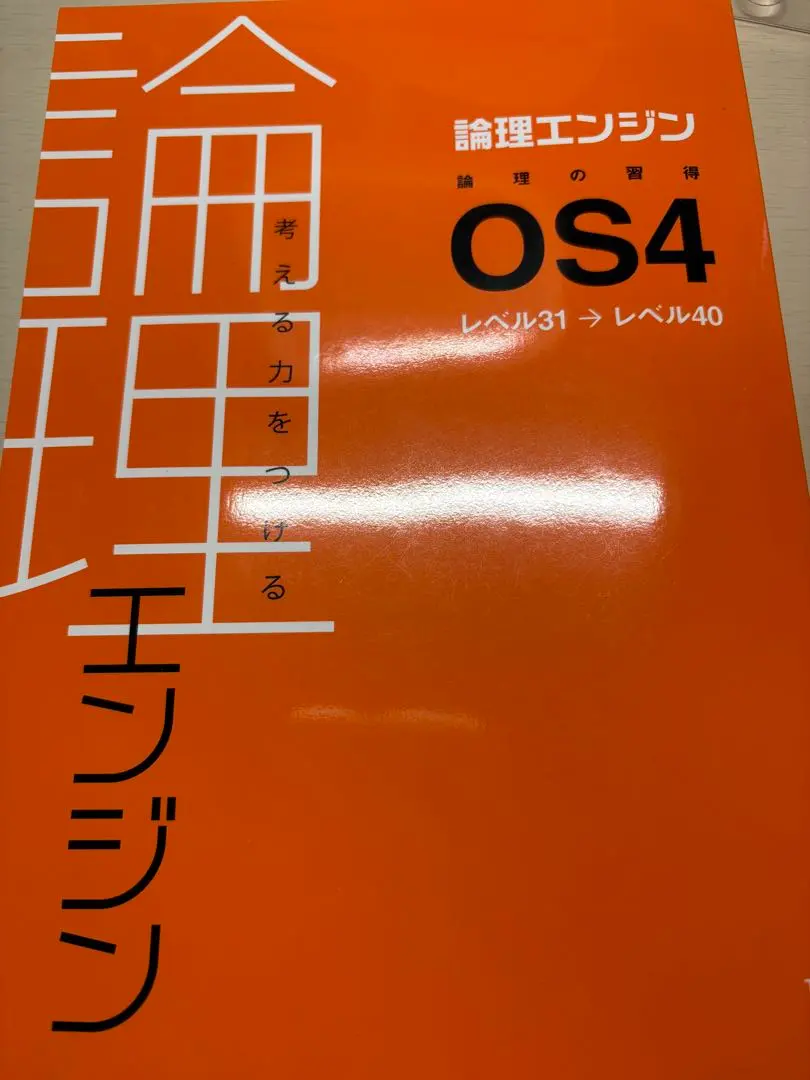 論理
エンジン
考える力をつける
論理エンジン
論理の習得
OS4
レベル31 → レベル40